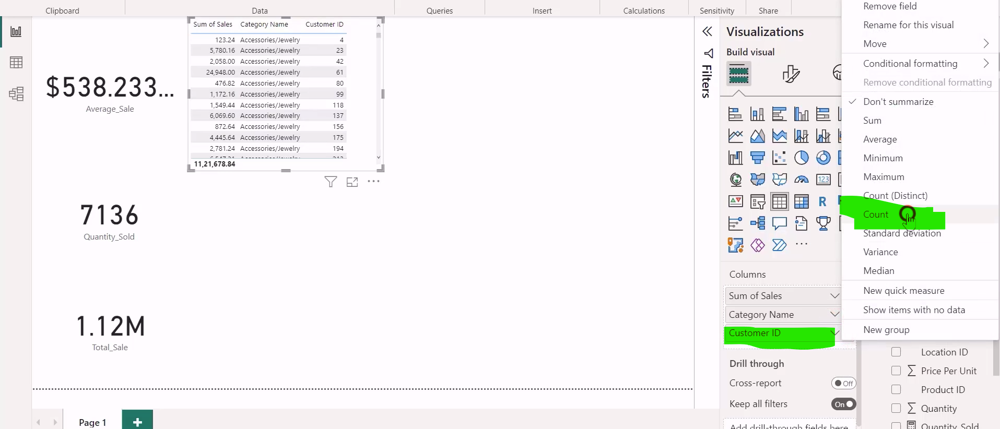 Clipboard
Data
Queries
Insert
Calculations
Sensitivity
Share
Sum of Sales Category Name Customer ID
123.24 Accessories/Jewelry 4
5,780.16 Accessories/Jewelry 23
2,058.00 Accessories/Jewelry 42
24,948.00 Accessories/Jewelry 61
476.82 Accessories/Jewelry 80
1,172.16 Accessories/Jewelry 99
1,549.44 Accessories/Jewelry 118
6,069.60 Accessories/Jewelry 137
872.64 Accessories/Jewelry 156
4,445.64 Accessories/Jewelry 175
2,781.24 Accessories/Jewelry 194
11,21,678.84
$538.233...
Average_Sale
7136
Quantity_Sold
1.12M
Total_Sale
Page 1
Filters
Visualizations
Build visual
123
R
Columns
Sum of Sales
Category Name
Customer ID
Drill through
Cross-report
Off
Keep all filters
On
Add drill-through fields here
Remove field
Rename for this visual
Move
Conditional formatting
Remove conditional formatting
Don't summarize
Sum
Average
Minimum
Maximum
Count (Distinct)
Count
Standard deviation
Variance
Median
New quick measure
Show items with no data
New group
Location ID
Price Per Unit
Product ID
Quantity
Quantity_Sold